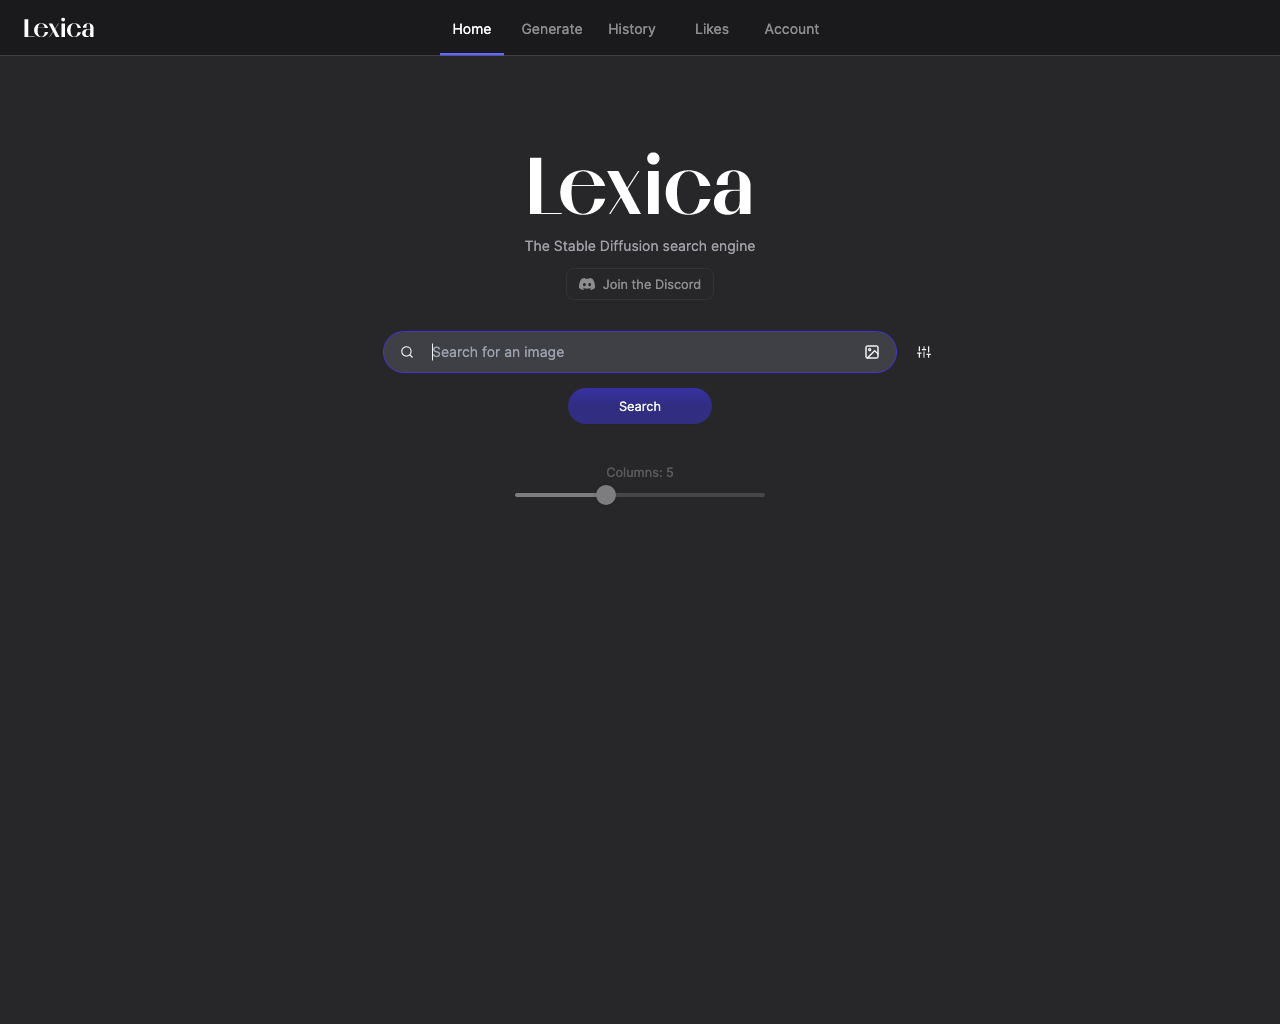 Lexica
Home Generate History Likes Account
Lexica
The Stable Diffusion search engine
Join the Discord
Search for an image
Search
Columns: 5